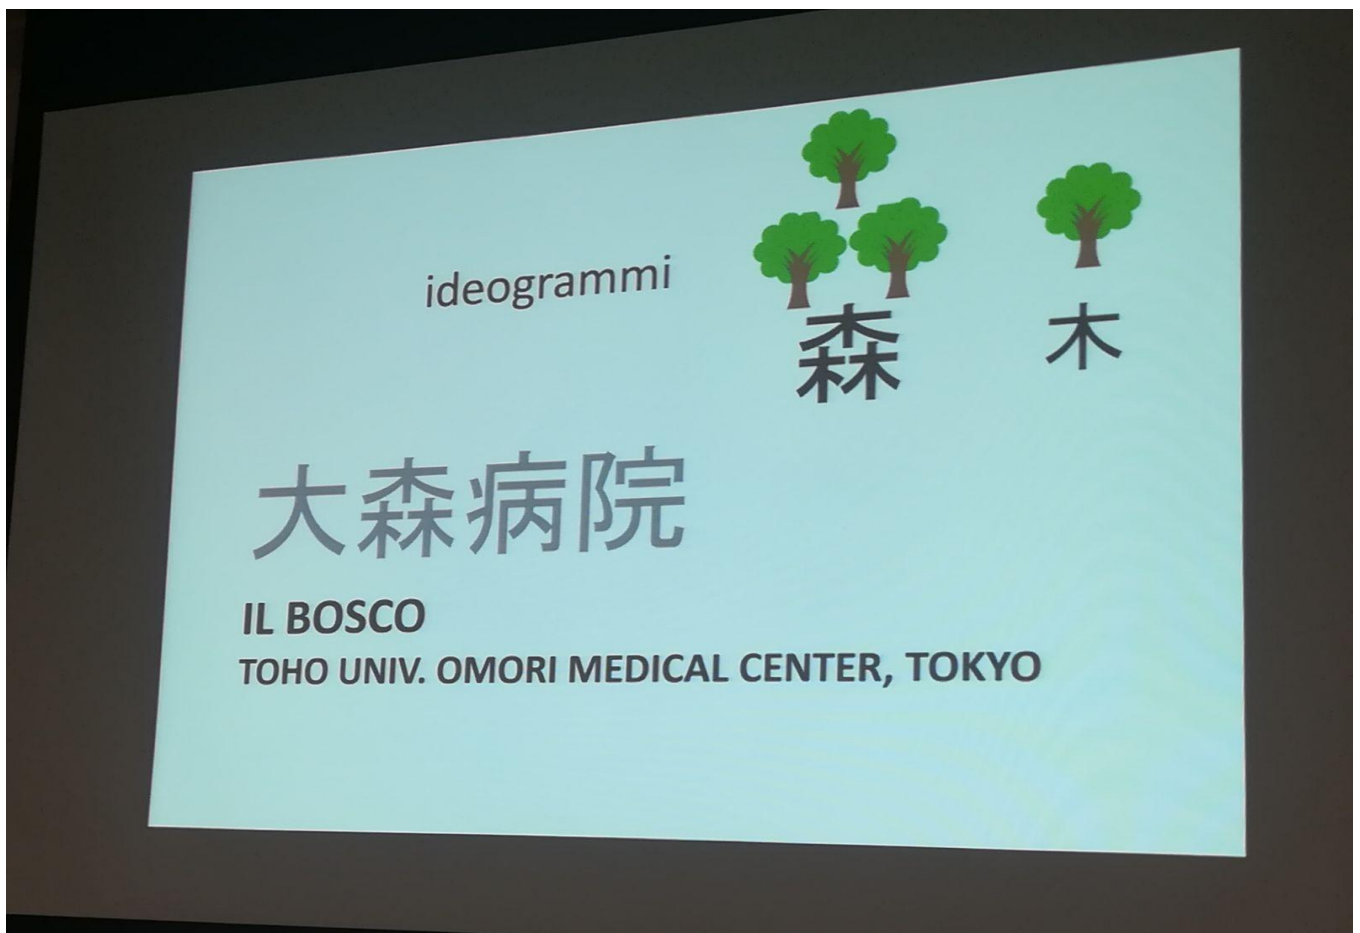 ideogrammi
森 木
大森病院
IL BOSCO
TOHO UNIV. OMORI MEDICAL CENTER, TOKYO